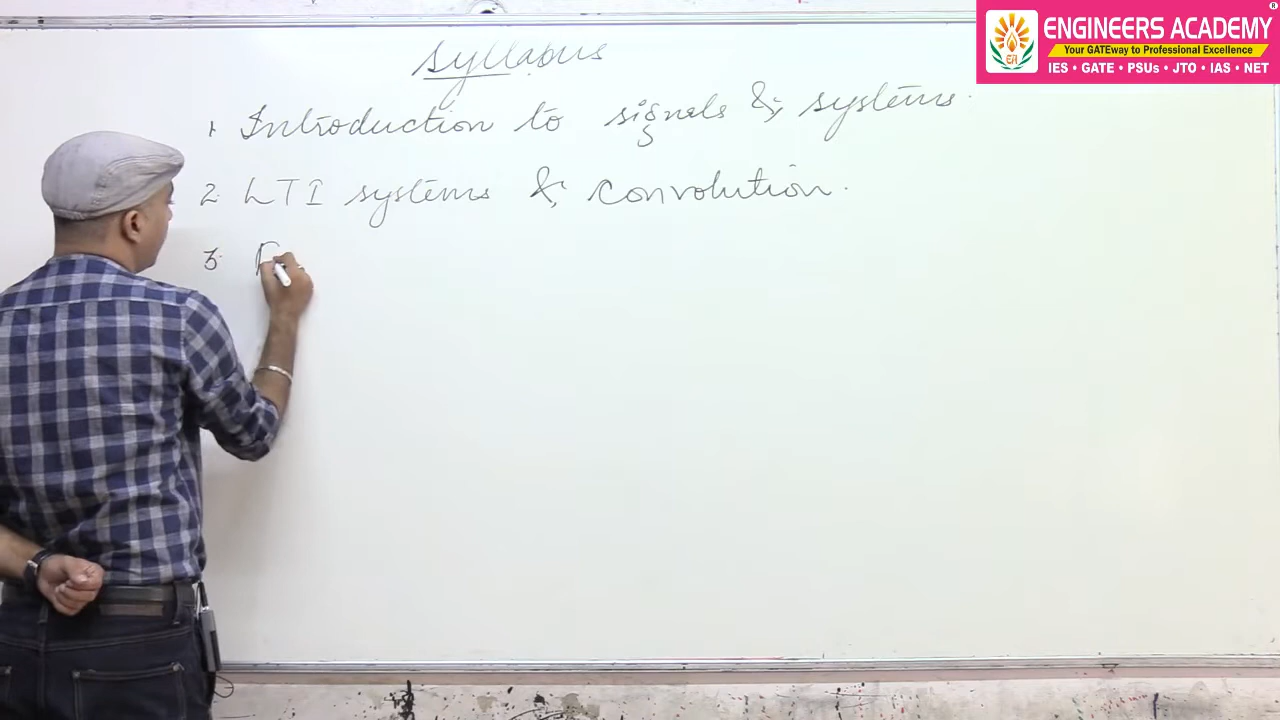 Syllabus
1. Introduction to signals & systems.
2. LTI systems & convolution.
3. F
ENGINEERS ACADEMY
®
Your GATEway to Professional Excellence
EA
IES • GATE • PSUs • JTO • IAS • NET